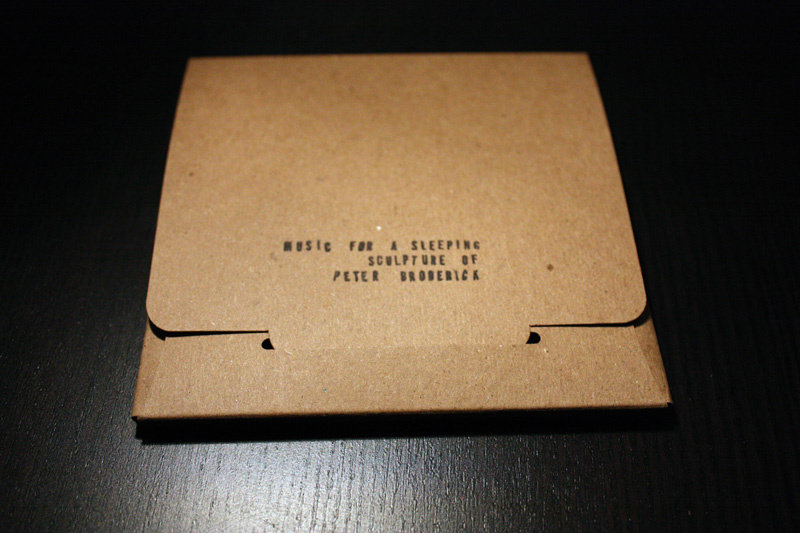 MUSIC FOR A SLEEPING
SCULPTURE OF
PETER BRODERICK